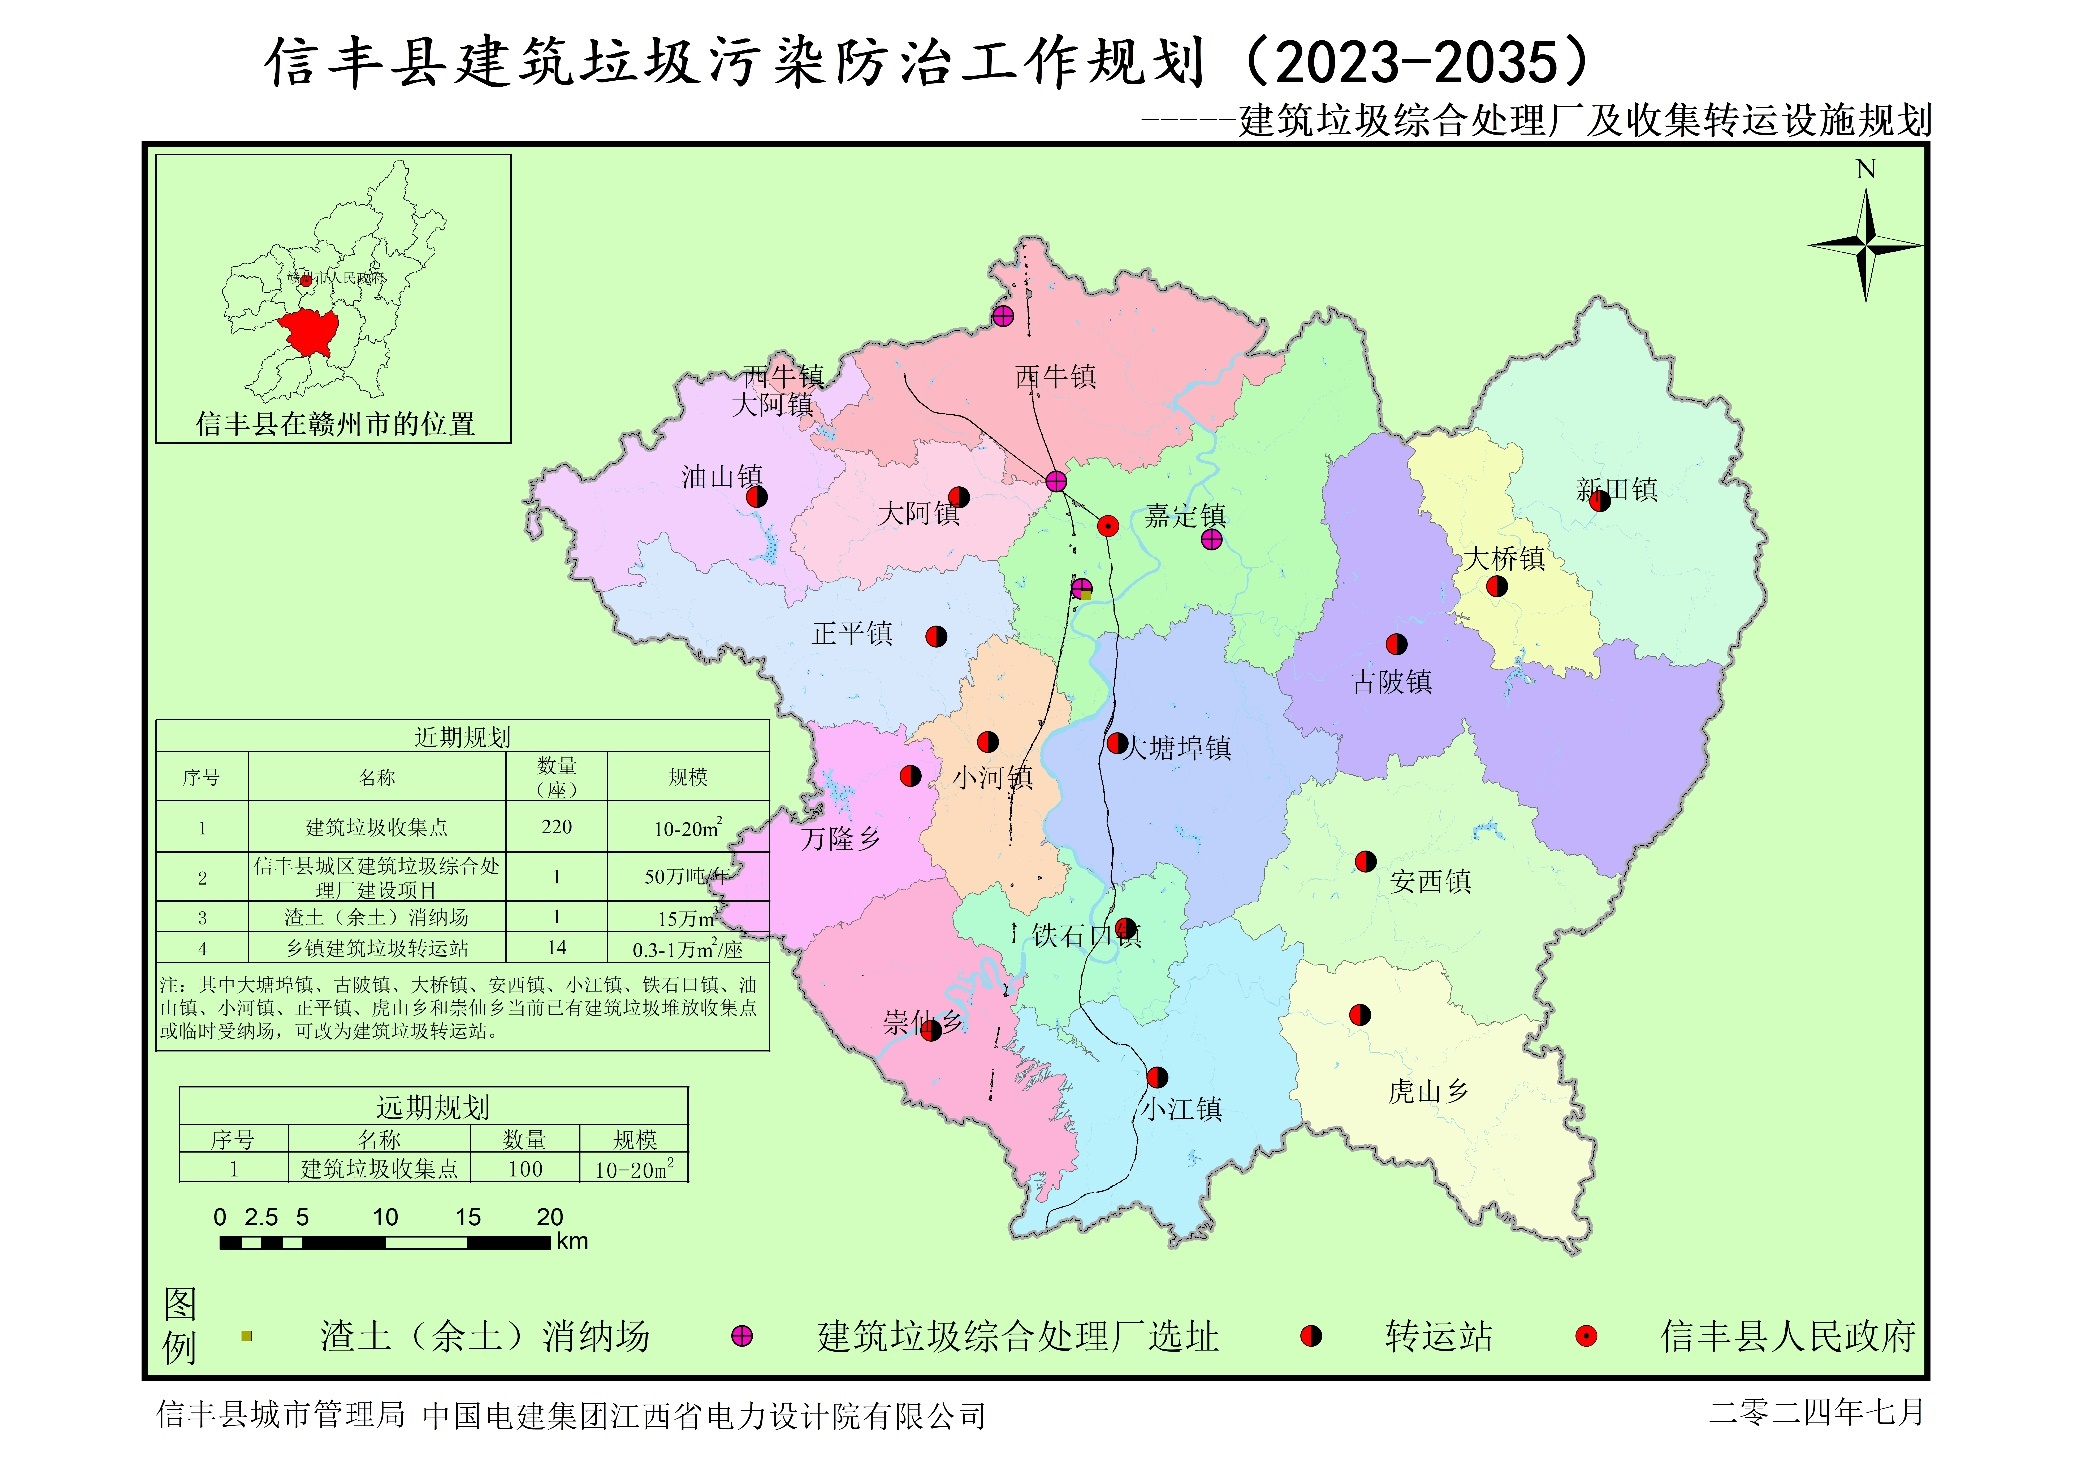 信丰县建筑垃圾污染防治工作规划（2023-2035）
-----建筑垃圾综合处理厂及收集转运设施规划
N
赣州市人民政府
信丰县在赣州市的位置
西牛镇
西牛镇
大阿镇
油山镇
大阿镇
嘉定镇
新田镇
大桥镇
正平镇
古陂镇
大塘埠镇
小河镇
万隆乡
安西镇
铁石口镇
崇仙乡
虎山乡
小江镇
近期规划
序号 名称 数量（座） 规模
1 建筑垃圾收集点 220 10-20m²
2 信丰县城区建筑垃圾综合处理厂建设项目 1 50万吨/年
3 渣土（余土）消纳场 1 15万m³
4 乡镇建筑垃圾转运站 14 0.3-1万m²/座
注：其中大塘埠镇、古陂镇、大桥镇、安西镇、小江镇、铁石口镇、油
山镇、小河镇、正平镇、虎山乡和崇仙乡当前已有建筑垃圾堆放收集点
或临时受纳场，可改为建筑垃圾转运站。
远期规划
序号 名称 数量 规模
1 建筑垃圾收集点 100 10-20m²
0 2.5 5 10 15 20
km
图例
渣土（余土）消纳场 建筑垃圾综合处理厂选址 转运站 信丰县人民政府
信丰县城市管理局 中国电建集团江西省电力设计院有限公司 二零二四年七月